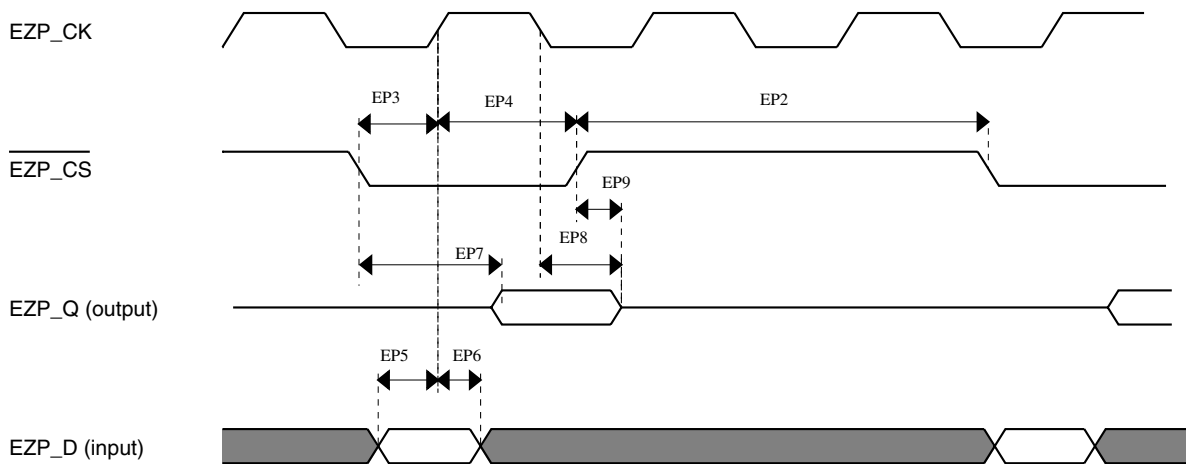 EZP_CK
EP3
EP4
EP2
EZP_CS
EP9
EP8
EP7
EZP_Q (output)
EP5
EP6
EZP_D (input)